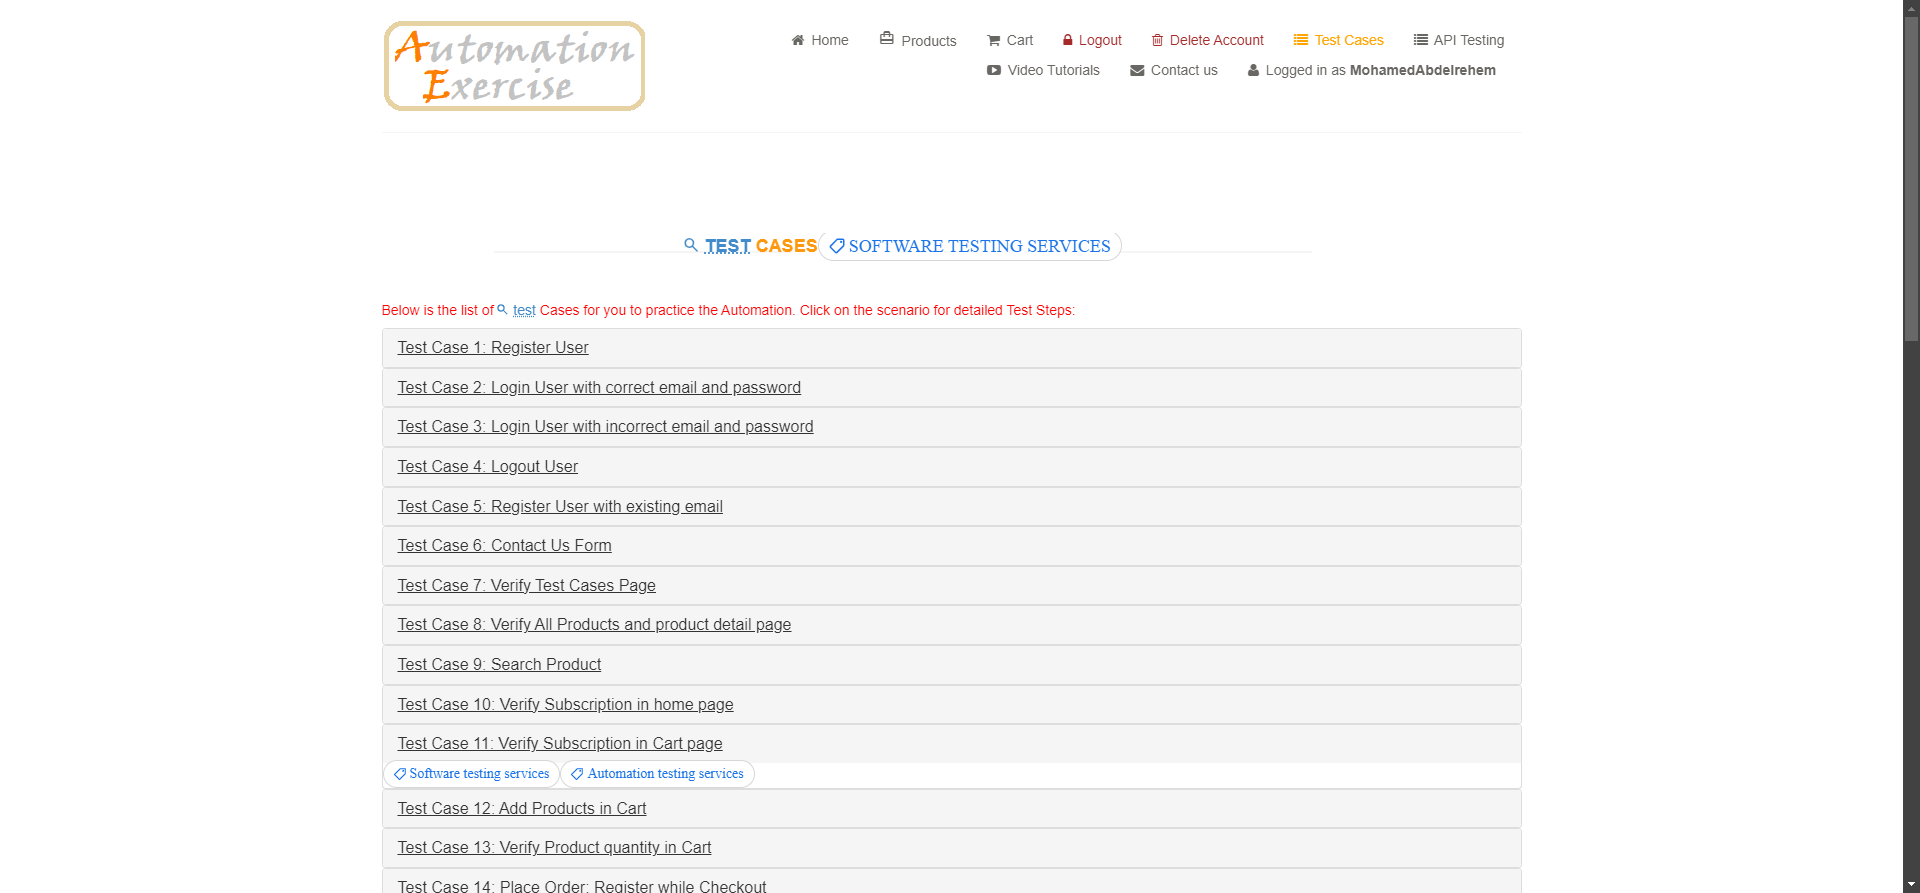 Automation
Exercise
Home Products Cart Logout Delete Account Test Cases API Testing
Video Tutorials Contact us Logged in as MohamedAbdelrehem
TEST CASES SOFTWARE TESTING SERVICES
Below is the list of test Cases for you to practice the Automation. Click on the scenario for detailed Test Steps:
Test Case 1: Register User
Test Case 2: Login User with correct email and password
Test Case 3: Login User with incorrect email and password
Test Case 4: Logout User
Test Case 5: Register User with existing email
Test Case 6: Contact Us Form
Test Case 7: Verify Test Cases Page
Test Case 8: Verify All Products and product detail page
Test Case 9: Search Product
Test Case 10: Verify Subscription in home page
Test Case 11: Verify Subscription in Cart page
Software testing services Automation testing services
Test Case 12: Add Products in Cart
Test Case 13: Verify Product quantity in Cart
Test Case 14: Place Order: Register while Checkout